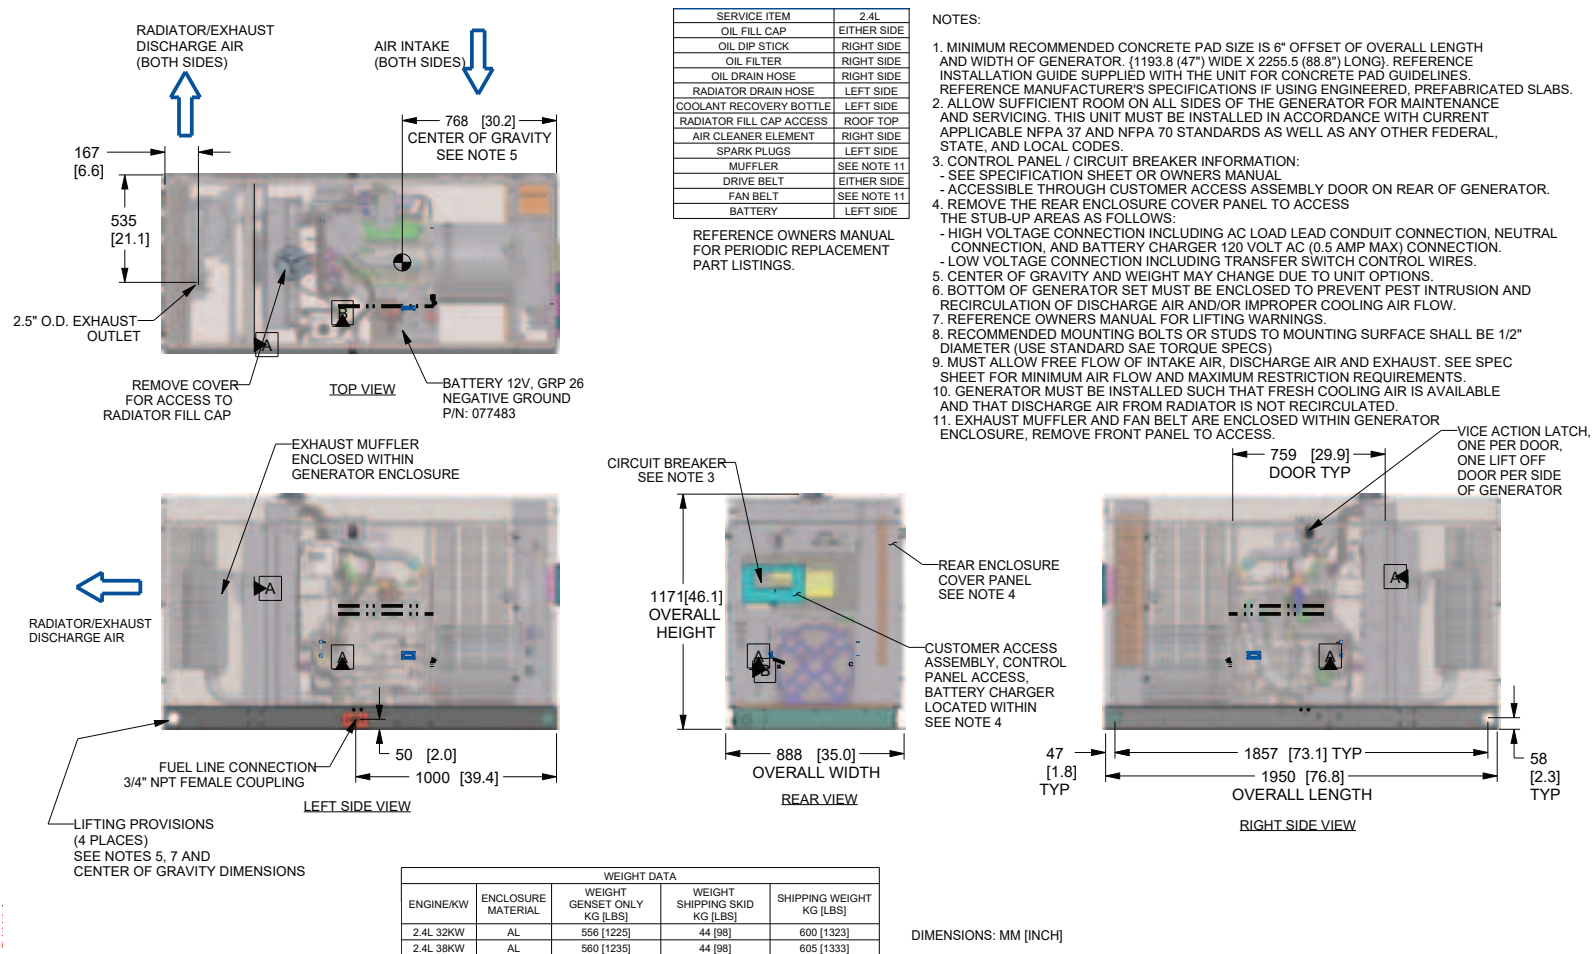 RADIATOR/EXHAUST
DISCHARGE AIR
(BOTH SIDES)
AIR INTAKE
(BOTH SIDES)
768 [30.2]
CENTER OF GRAVITY
SEE NOTE 5
167
[6.6]
535
[21.1]
2.5" O.D. EXHAUST
OUTLET
B
A
REMOVE COVER
FOR ACCESS TO
RADIATOR FILL CAP
TOP VIEW
BATTERY 12V, GRP 26
NEGATIVE GROUND
P/N: 077483
SERVICE ITEM 2.4L
OIL FILL CAP EITHER SIDE
OIL DIP STICK RIGHT SIDE
OIL FILTER RIGHT SIDE
OIL DRAIN HOSE RIGHT SIDE
RADIATOR DRAIN HOSE LEFT SIDE
COOLANT RECOVERY BOTTLE LEFT SIDE
RADIATOR FILL CAP ACCESS ROOF TOP
AIR CLEANER ELEMENT RIGHT SIDE
SPARK PLUGS LEFT SIDE
MUFFLER SEE NOTE 11
DRIVE BELT EITHER SIDE
FAN BELT SEE NOTE 11
BATTERY LEFT SIDE
REFERENCE OWNERS MANUAL
FOR PERIODIC REPLACEMENT
PART LISTINGS.
NOTES:
1. MINIMUM RECOMMENDED CONCRETE PAD SIZE IS 6" OFFSET OF OVERALL LENGTH
AND WIDTH OF GENERATOR. {1193.8 (47") WIDE X 2255.5 (88.8") LONG}. REFERENCE
INSTALLATION GUIDE SUPPLIED WITH THE UNIT FOR CONCRETE PAD GUIDELINES.
REFERENCE MANUFACTURER'S SPECIFICATIONS IF USING ENGINEERED, PREFABRICATED SLABS.
2. ALLOW SUFFICIENT ROOM ON ALL SIDES OF THE GENERATOR FOR MAINTENANCE
AND SERVICING. THIS UNIT MUST BE INSTALLED IN ACCORDANCE WITH CURRENT
APPLICABLE NFPA 37 AND NFPA 70 STANDARDS AS WELL AS ANY OTHER FEDERAL,
STATE, AND LOCAL CODES.
3. CONTROL PANEL / CIRCUIT BREAKER INFORMATION:
- SEE SPECIFICATION SHEET OR OWNERS MANUAL
- ACCESSIBLE THROUGH CUSTOMER ACCESS ASSEMBLY DOOR ON REAR OF GENERATOR.
4. REMOVE THE REAR ENCLOSURE COVER PANEL TO ACCESS
THE STUB-UP AREAS AS FOLLOWS:
- HIGH VOLTAGE CONNECTION INCLUDING AC LOAD LEAD CONDUIT CONNECTION, NEUTRAL
CONNECTION, AND BATTERY CHARGER 120 VOLT AC (0.5 AMP MAX) CONNECTION.
- LOW VOLTAGE CONNECTION INCLUDING TRANSFER SWITCH CONTROL WIRES.
5. CENTER OF GRAVITY AND WEIGHT MAY CHANGE DUE TO UNIT OPTIONS.
6. BOTTOM OF GENERATOR SET MUST BE ENCLOSED TO PREVENT PEST INTRUSION AND
RECIRCULATION OF DISCHARGE AIR AND/OR IMPROPER COOLING AIR FLOW.
7. REFERENCE OWNERS MANUAL FOR LIFTING WARNINGS.
8. RECOMMENDED MOUNTING BOLTS OR STUDS TO MOUNTING SURFACE SHALL BE 1/2"
DIAMETER (USE STANDARD SAE TORQUE SPECS)
9. MUST ALLOW FREE FLOW OF INTAKE AIR, DISCHARGE AIR AND EXHAUST. SEE SPEC
SHEET FOR MINIMUM AIR FLOW AND MAXIMUM RESTRICTION REQUIREMENTS.
10. GENERATOR MUST BE INSTALLED SUCH THAT FRESH COOLING AIR IS AVAILABLE
AND THAT DISCHARGE AIR FROM RADIATOR IS NOT RECIRCULATED.
11. EXHAUST MUFFLER AND FAN BELT ARE ENCLOSED WITHIN GENERATOR
ENCLOSURE, REMOVE FRONT PANEL TO ACCESS.
EXHAUST MUFFLER
ENCLOSED WITHIN
GENERATOR ENCLOSURE
A
A
RADIATOR/EXHAUST
DISCHARGE AIR
50 [2.0]
FUEL LINE CONNECTION
3/4" NPT FEMALE COUPLING
1000 [39.4]
LEFT SIDE VIEW
LIFTING PROVISIONS
(4 PLACES)
SEE NOTES 5, 7 AND
CENTER OF GRAVITY DIMENSIONS
CIRCUIT BREAKER
SEE NOTE 3
1171[46.1]
OVERALL
HEIGHT
A
B
REAR ENCLOSURE
COVER PANEL
SEE NOTE 4
CUSTOMER ACCESS
ASSEMBLY, CONTROL
PANEL ACCESS,
BATTERY CHARGER
LOCATED WITHIN
SEE NOTE 4
888 [35.0]
OVERALL WIDTH
REAR VIEW
759 [29.9]
DOOR TYP
VICE ACTION LATCH,
ONE PER DOOR,
ONE LIFT OFF
DOOR PER SIDE
OF GENERATOR
A
A
47
[1.8]
TYP
1857 [73.1] TYP
1950 [76.8]
OVERALL LENGTH
58
[2.3]
TYP
RIGHT SIDE VIEW
WEIGHT DATA
ENGINE/KW ENCLOSURE MATERIAL WEIGHT GENSET ONLY KG [LBS] WEIGHT SHIPPING SKID KG [LBS] SHIPPING WEIGHT KG [LBS]
2.4L 32KW AL 556 [1225] 44 [98] 600 [1323]
2.4L 38KW AL 560 [1235] 44 [98] 605 [1333]
DIMENSIONS: MM [INCH]